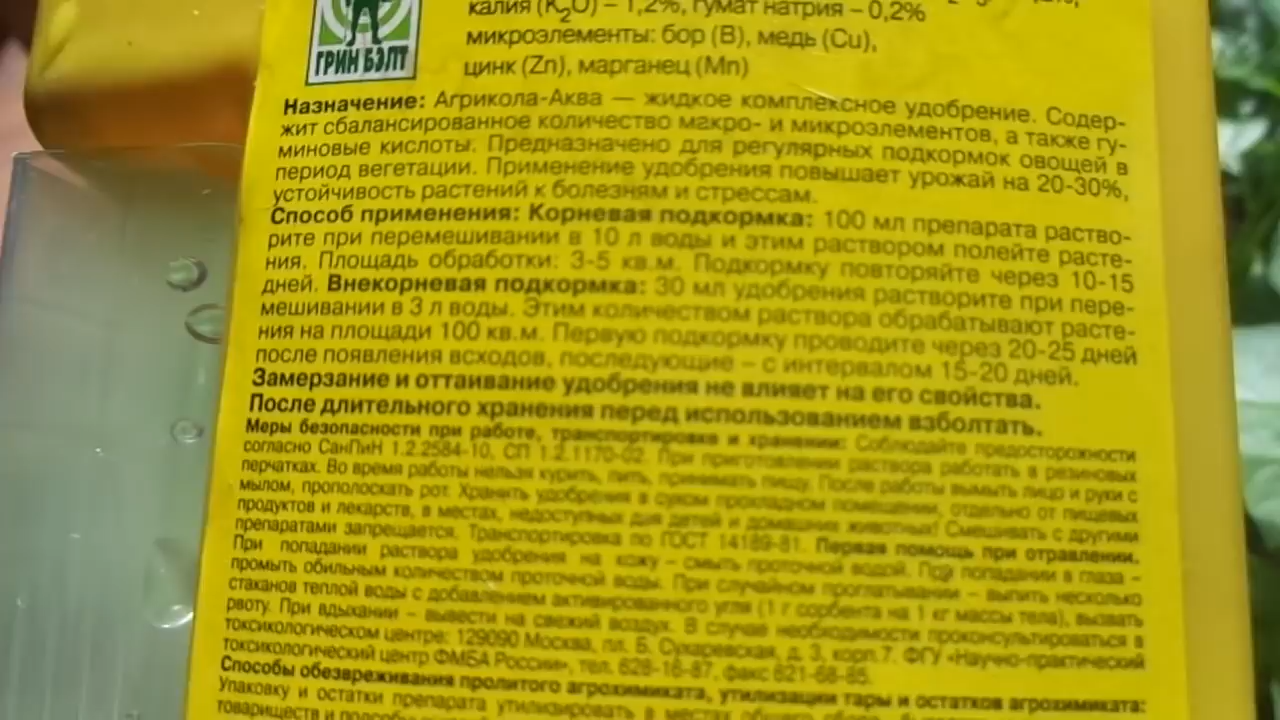 калия (K2O) – 1,2%, гумат натрия – 0,2%
микроэлементы: бор (B), медь (Cu),
цинк (Zn), марганец (Mn)
ГРИН БЭЛТ
Назначение: Агрикола-Аква — жидкое комплексное удобрение. Содер-
жит сбалансированное количество макро- и микроэлементов, а также гу-
миновые кислоты. Предназначено для регулярных подкормок овощей в
период вегетации. Применение удобрения повышает урожай на 20-30%,
устойчивость растений к болезням и стрессам.
Способ применения: Корневая подкормка: 100 мл препарата раство-
рите при перемешивании в 10 л воды и этим раствором полейте расте-
ния. Площадь обработки: 3-5 кв.м. Подкормку повторяйте через 10-15
дней. Внекорневая подкормка: 30 мл удобрения растворите при пере-
мешивании в 3 л воды. Этим количеством раствора обрабатывают расте-
ния на площади 100 кв.м. Первую подкормку проводите через 20-25 дней
после появления всходов, последующие – с интервалом 15-20 дней.
Замерзание и оттаивание удобрения не влияет на его свойства.
После длительного хранения перед использованием взболтать.
Меры безопасности при работе, транспортировке и хранении: Соблюдайте предосторожности
согласно СанПиН 1.2.2584-10, СП 1.2.1170-02. При приготовлении раствора работать в резиновых
перчатках. Во время работы нельзя курить, пить, принимать пищу. После работы вымыть лицо и руки с
мылом, прополоскать рот. Хранить удобрения в сухом прохладном помещении, отдельно от пищевых
продуктов и лекарств, в местах, недоступных для детей и домашних животных! Смешивать с другими
препаратами запрещается. Транспортировка по ГОСТ 14189-81. Первая помощь при отравлении.
При попадании раствора удобрения на кожу – смыть проточной водой. При попадании в глаза –
промыть обильным количеством проточной воды. При случайном проглатывании – выпить несколько
стаканов теплой воды с добавлением активированного угля (1 г сорбента на 1 кг массы тела), вызвать
рвоту. При вдыхании – вывести на свежий воздух. В случае необходимости проконсультироваться в
токсикологическом центре: 129090 Москва, пл. Б. Сухаревская, д. 3, корп.7. ФГУ «Научно-практический
токсикологический центр ФМБА России», тел. 628-16-87, факс 621-68-85.
Способы обезвреживания пролитого агрохимиката, утилизации тары и остатков агрохимиката:
Упаковку и остатки препарата утилизировать в местах общего сбора
товариществ и